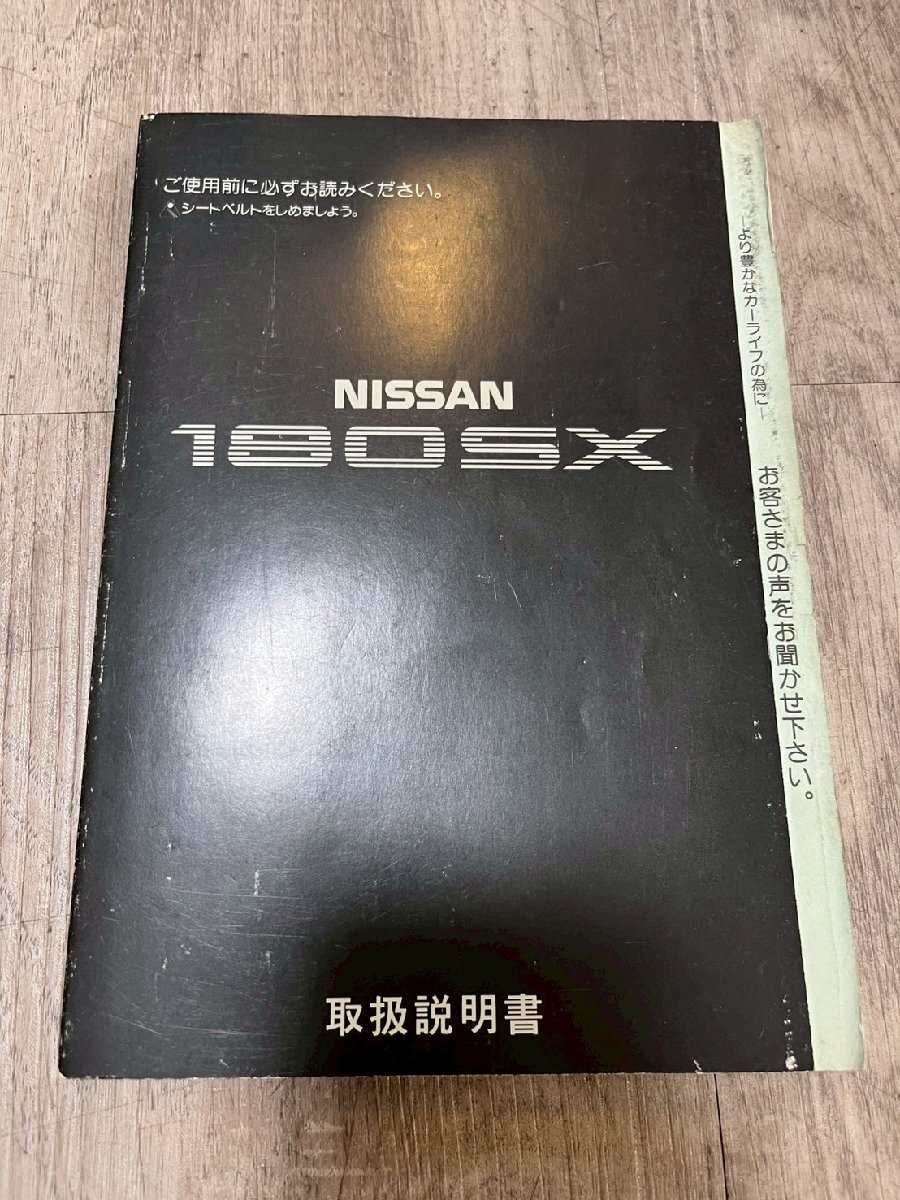 ご使用前に必ずお読みください。
シートベルトをしめましょう。
NISSAN
180SX
取扱説明書
より豊かなカーライフの為に—
お客さまの声をお聞かせ下さい。